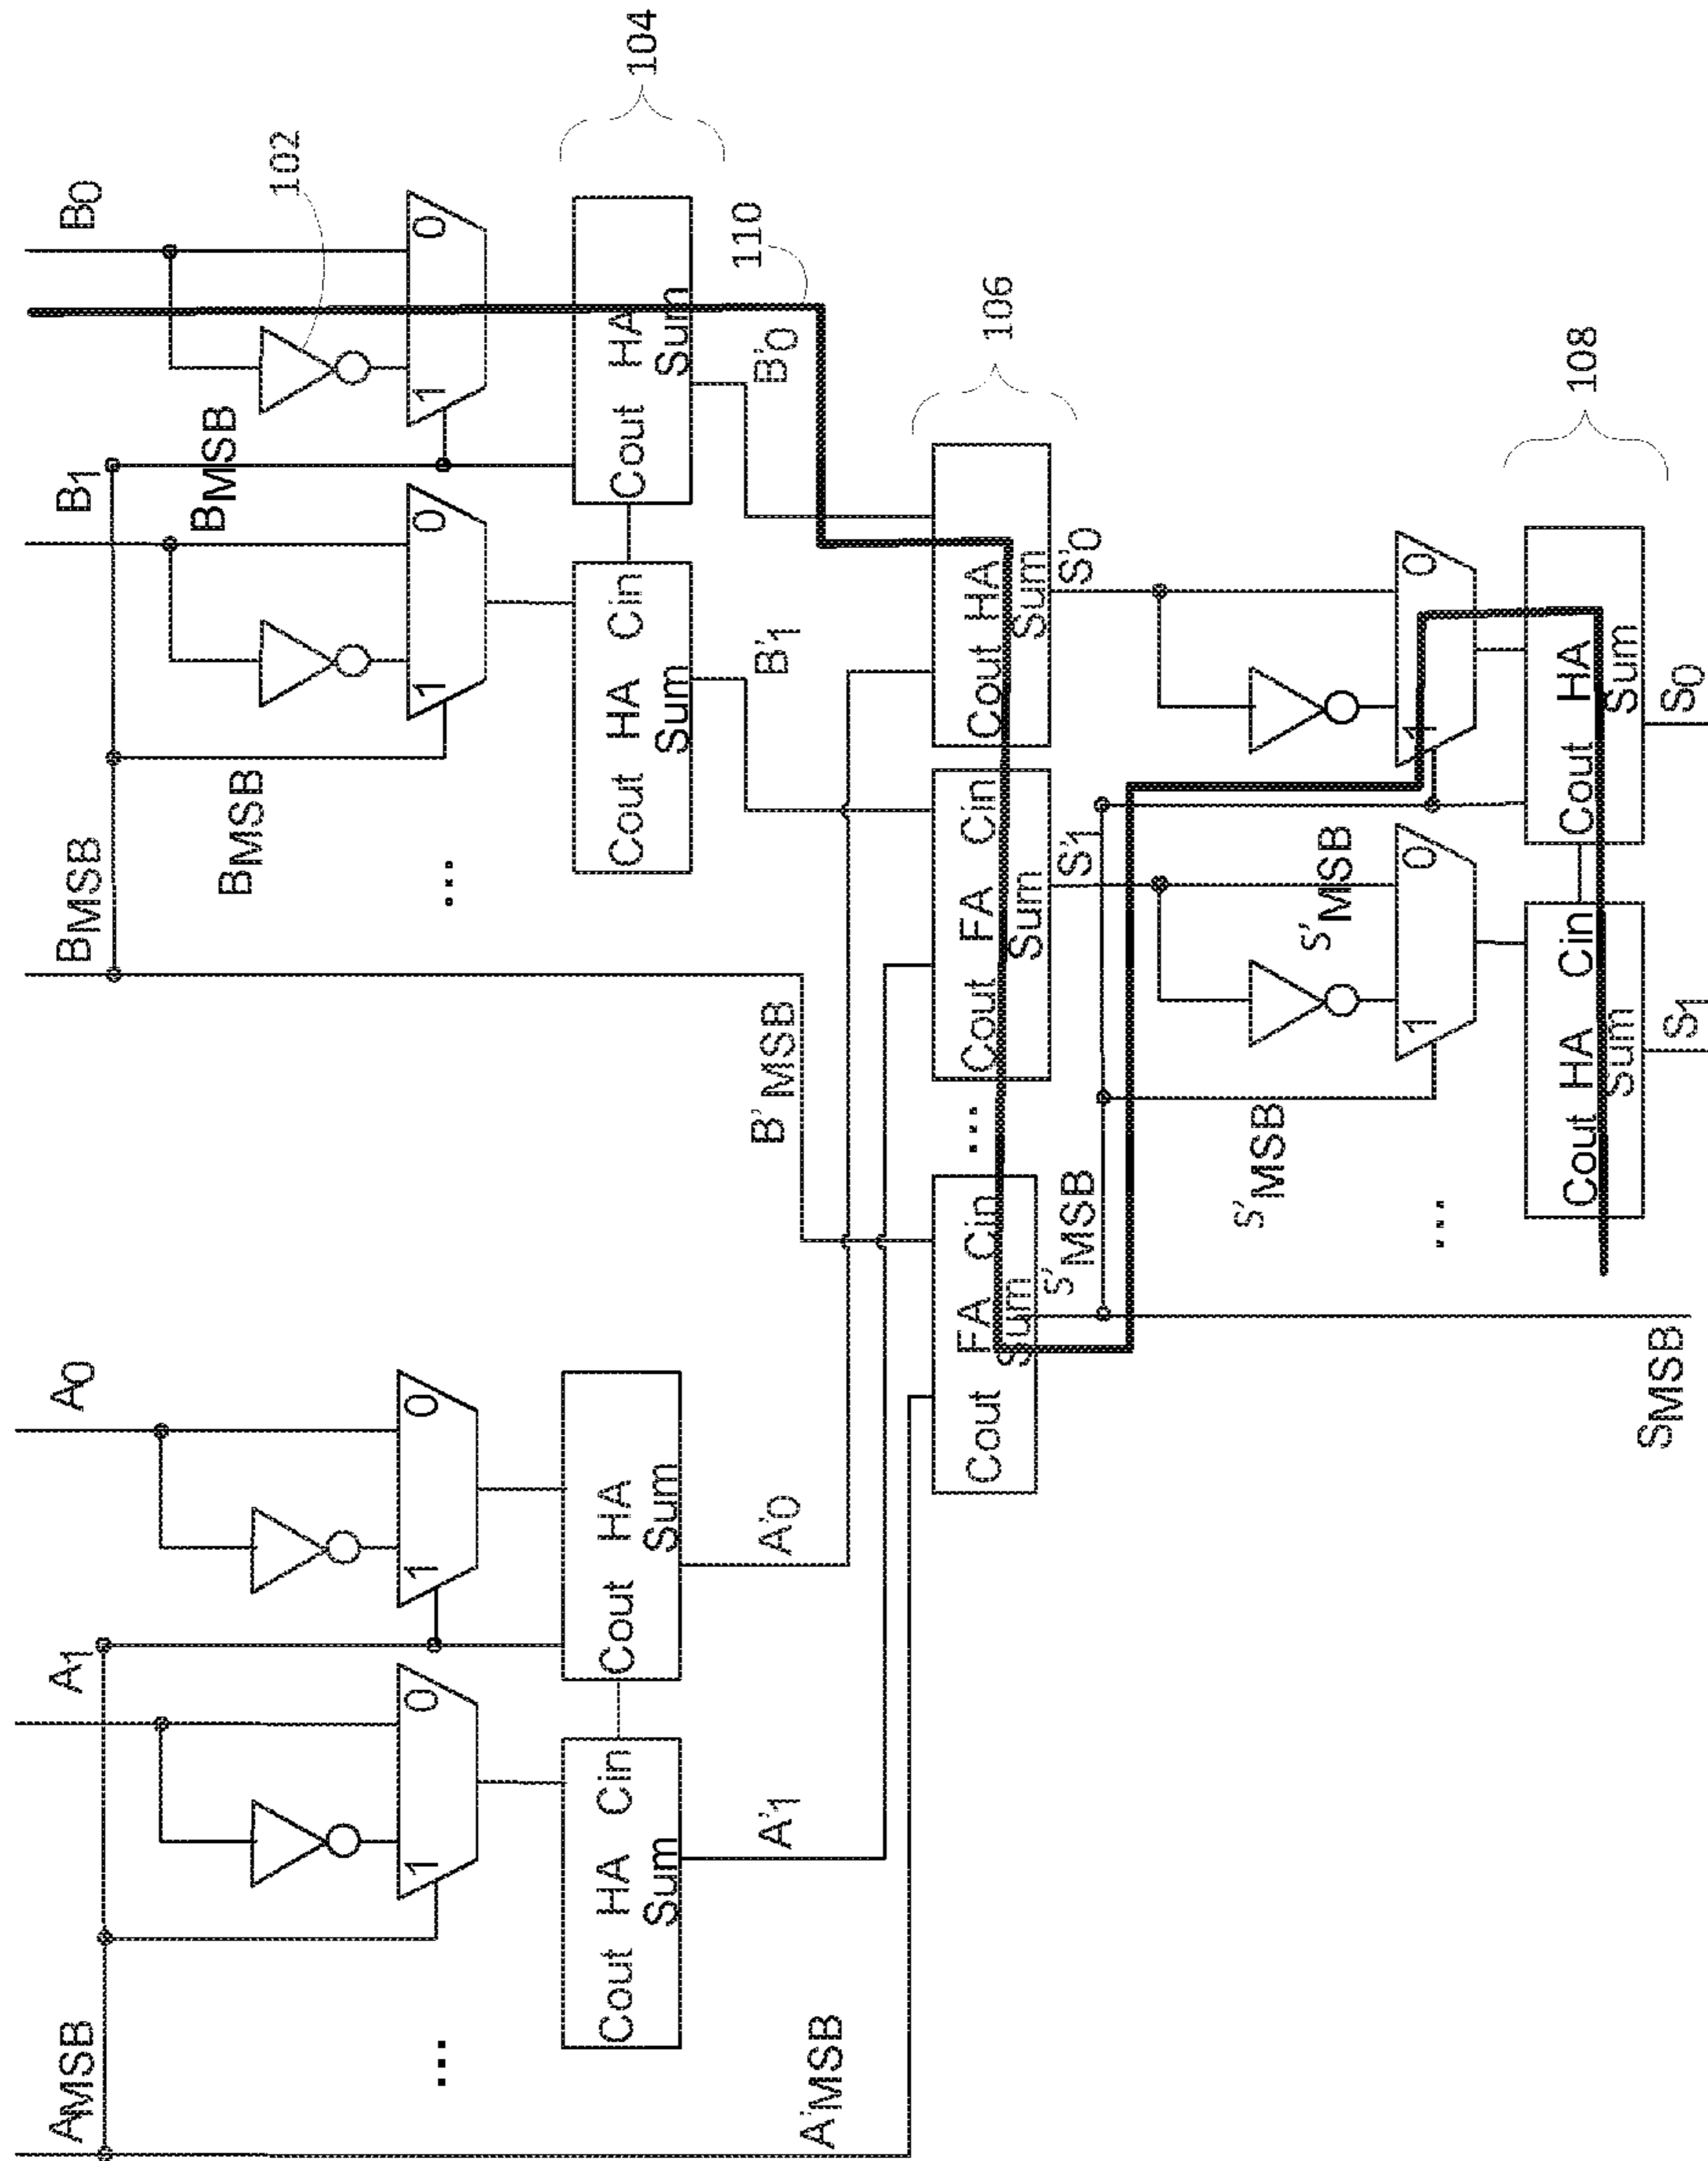 AMSB A1 A0 BMSB B1 B0
BMSB
BMSB
102
... 1 0 1 0 ... 1 0 1 0
Cout HA Cin Cout HA Cout HA Cin Cout HA 104
Sum Sum Sum Sum
110
A'1 A'0 B'MSB B'1 B'0
A'MSB
Cout FA Cin ... Cout FA Cin Cout HA 106
Sum Sum Sum
S'MSB S'1 S'0
S'MSB
S'MSB
... 1 0 1 0
Cout HA Cin Cout HA 108
Sum Sum
SMSB S1 S0